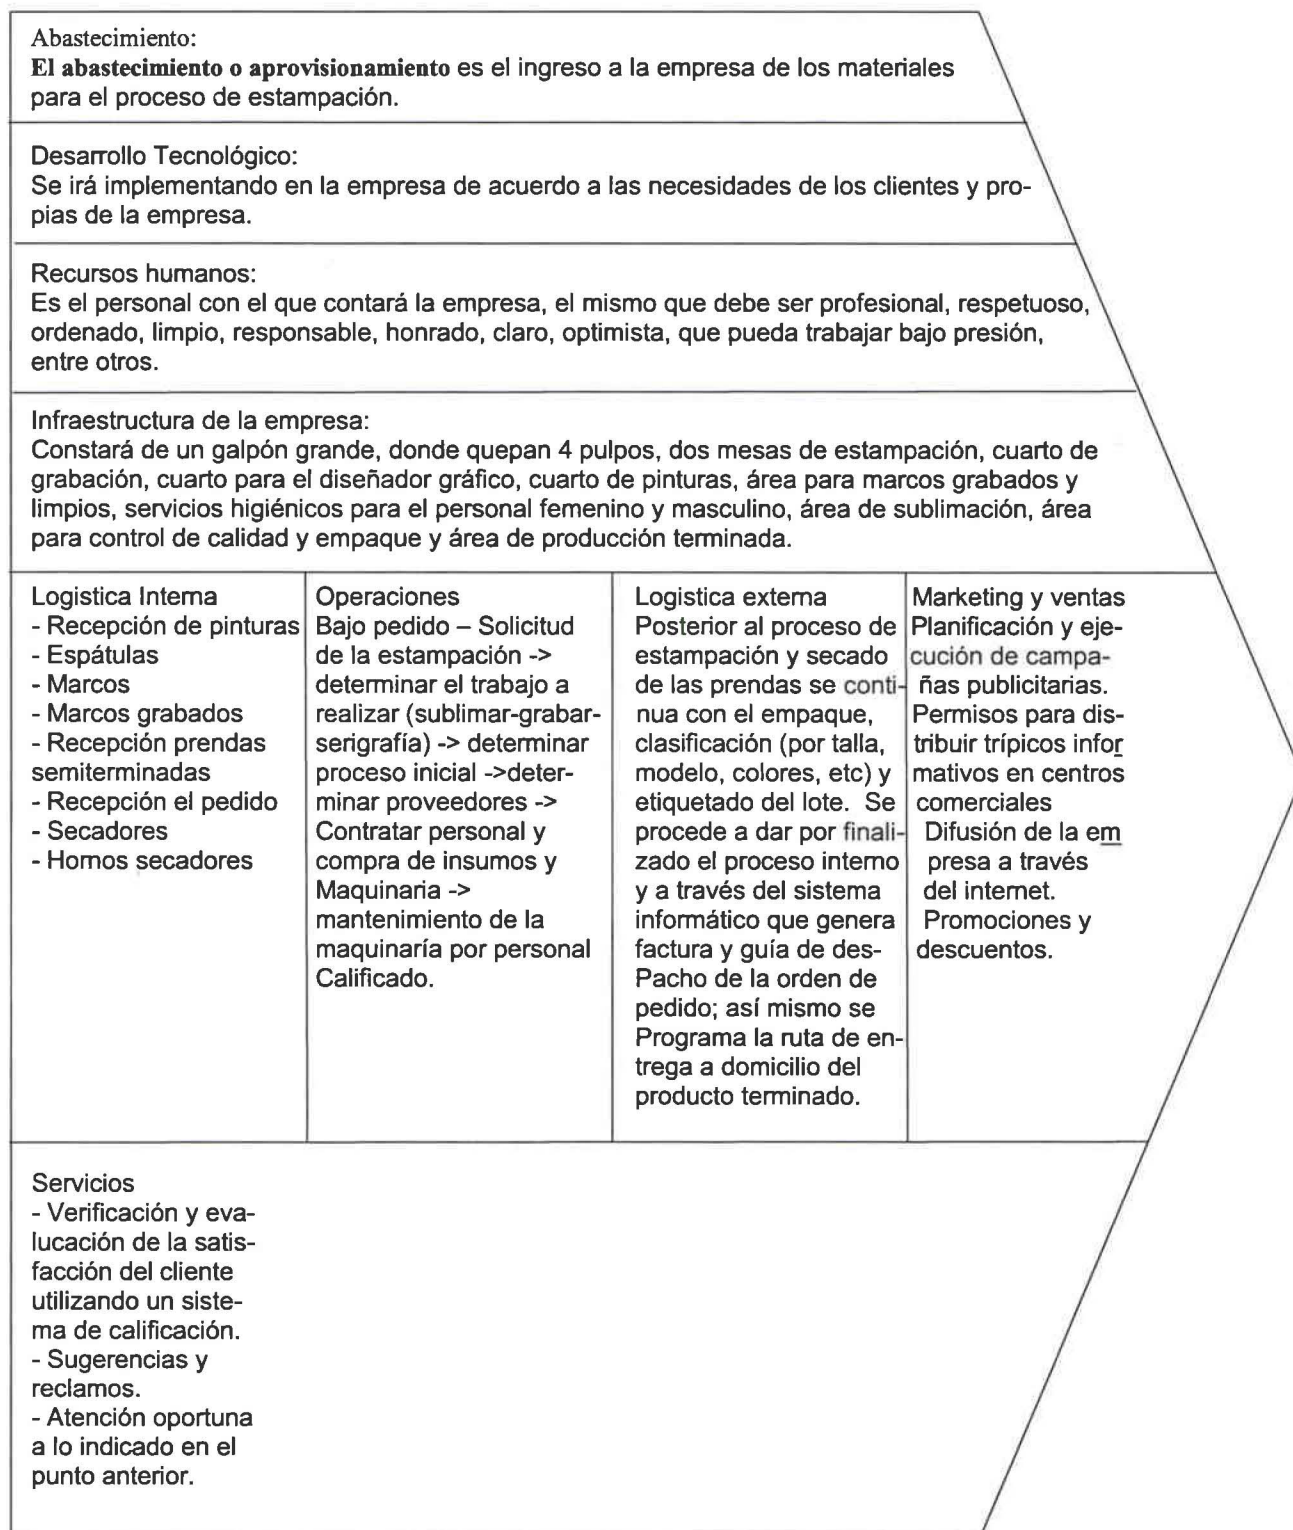 Abastecimiento:
El abastecimiento o aprovisionamiento es el ingreso a la empresa de los materiales
para el proceso de estampación.
Desarrollo Tecnológico:
Se irá implementando en la empresa de acuerdo a las necesidades de los clientes y pro-
pias de la empresa.
Recursos humanos:
Es el personal con el que contará la empresa, el mismo que debe ser profesional, respetuoso,
ordenado, limpio, responsable, honrado, claro, optimista, que pueda trabajar bajo presión,
entre otros.
Infraestructura de la empresa:
Constará de un galpón grande, donde quepan 4 pulpos, dos mesas de estampación, cuarto de
grabación, cuarto para el diseñador gráfico, cuarto de pinturas, área para marcos grabados y
limpios, servicios higiénicos para el personal femenino y masculino, área de sublimación, área
para control de calidad y empaque y área de producción terminada.
Logistica Interna
- Recepción de pinturas
- Espátulas
- Marcos
- Marcos grabados
- Recepción prendas
semiterminadas
- Recepción el pedido
- Secadores
- Hornos secadores
Operaciones
Bajo pedido – Solicitud
de la estampación ->
determinar el trabajo a
realizar (sublimar-grabar-
serigrafía) -> determinar
proceso inicial ->deter-
minar proveedores ->
Contratar personal y
compra de insumos y
Maquinaria ->
mantenimiento de la
maquinaría por personal
Calificado.
Logistica externa
Posterior al proceso de
estampación y secado
de las prendas se conti-
nua con el empaque,
clasificación (por talla,
modelo, colores, etc) y
etiquetado del lote. Se
procede a dar por finali-
zado el proceso interno
y a través del sistema
informático que genera
factura y guía de des-
Pacho de la orden de
pedido; así mismo se
Programa la ruta de en-
trega a domicilio del
producto terminado.
Marketing y ventas
Planificación y eje-
cución de campa-
ñas publicitarias.
Permisos para dis-
tribuir trípicos infor
mativos en centros
comerciales
Difusión de la em
presa a través
del internet.
Promociones y
descuentos.
Servicios
- Verificación y eva-
lucación de la satis-
facción del cliente
utilizando un siste-
ma de calificación.
- Sugerencias y
reclamos.
- Atención oportuna
a lo indicado en el
punto anterior.